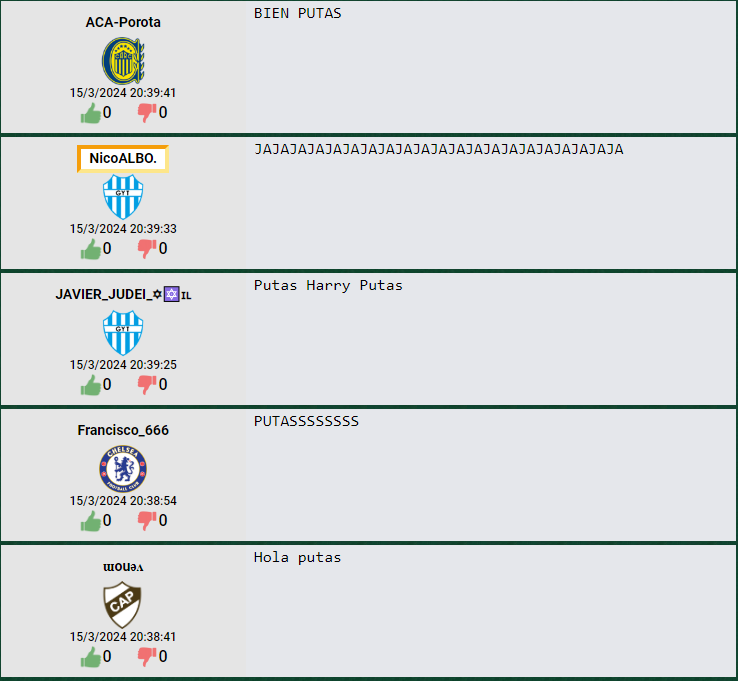 ACA-Porota
BIEN PUTAS
15/3/2024 20:39:41
0 0
NicoALBO.
JAJAJAJAJAJAJAJAJAJAJAJAJAJAJAJAJAJAJAJAJA
GYT
15/3/2024 20:39:33
0 0
JAVIER_JUDEI_✡🔯IL
Putas Harry Putas
GYT
15/3/2024 20:39:25
0 0
Francisco_666
PUTASSSSSSSS
CHELSEA
FOOTBALL CLUB
15/3/2024 20:38:54
0 0
ʌǝuoɯ
Hola putas
CAP
15/3/2024 20:38:41
0 0